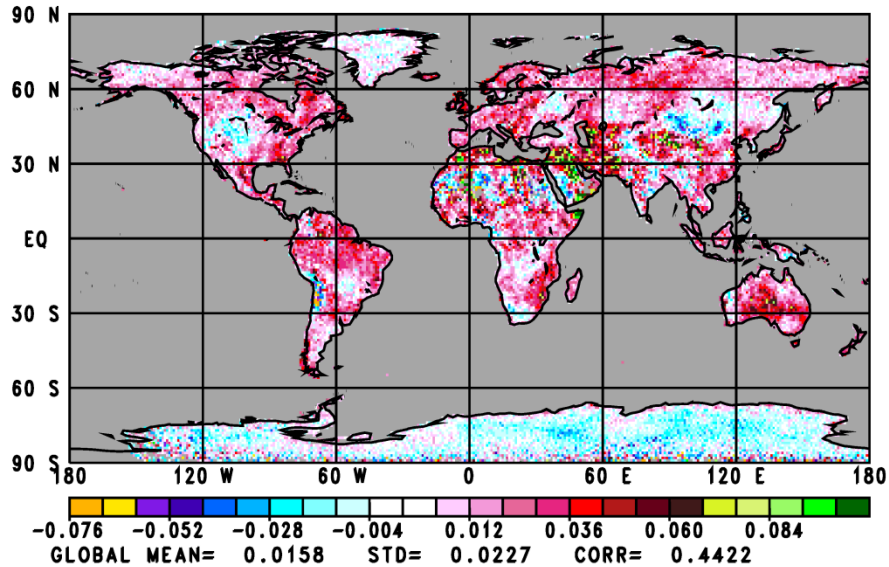 90 N
60 N
30 N
EQ
30 S
60 S
90 S
180 120 W 60 W 0 60 E 120 E 180
-0.076 -0.052 -0.028 -0.004 0.012 0.036 0.060 0.084
GLOBAL MEAN= 0.0158 STD= 0.0227 CORR= 0.4422